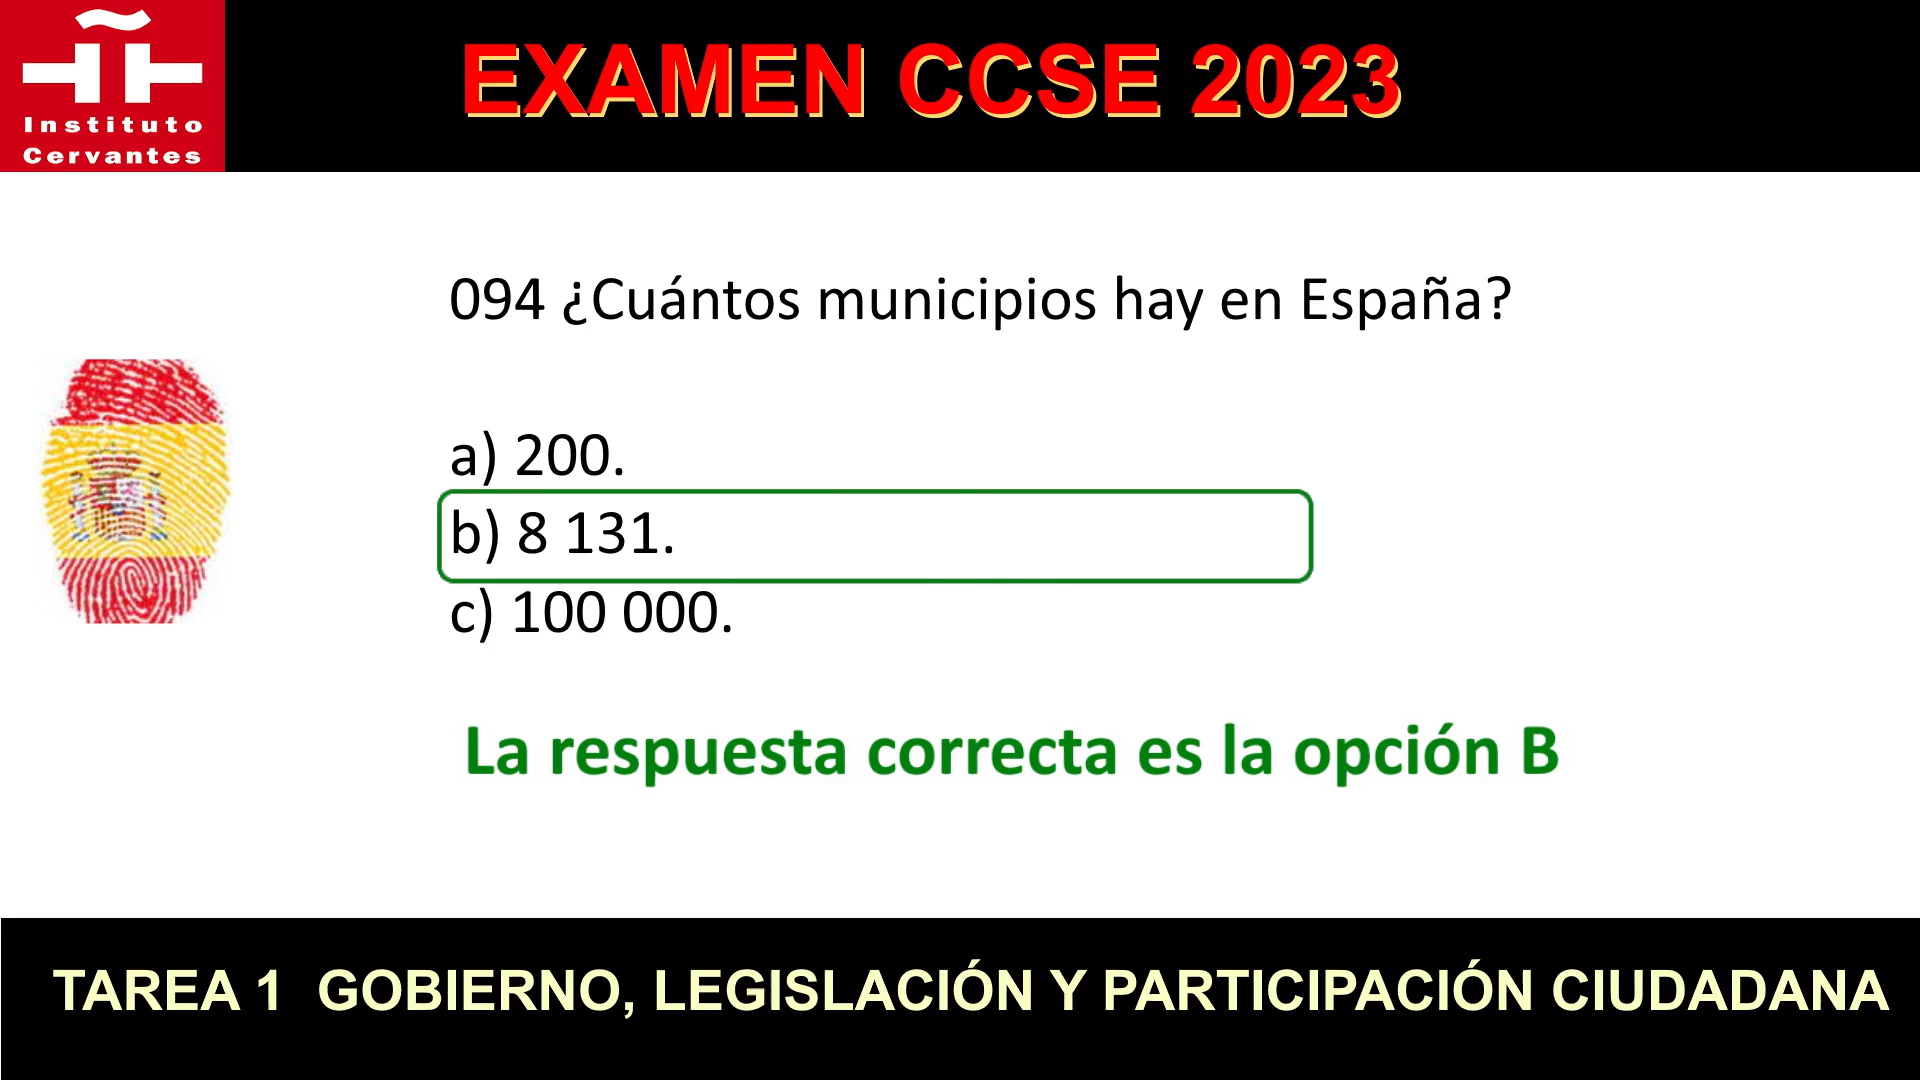 Instituto
Cervantes
EXAMEN CCSE 2023
094 ¿Cuántos municipios hay en España?
a) 200.
b) 8 131.
c) 100 000.
La respuesta correcta es la opción B
TAREA 1 GOBIERNO, LEGISLACIÓN Y PARTICIPACIÓN CIUDADANA